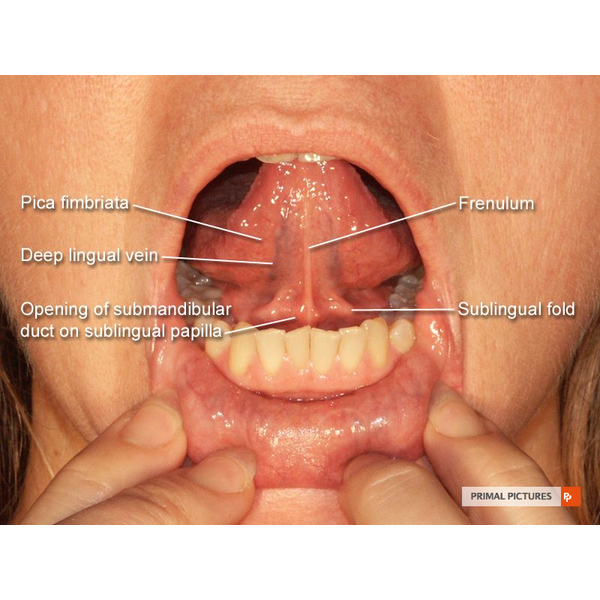 Pica fimbriata
Frenulum
Deep lingual vein
Opening of submandibular
duct on sublingual papilla
Sublingual fold
PRIMAL PICTURES